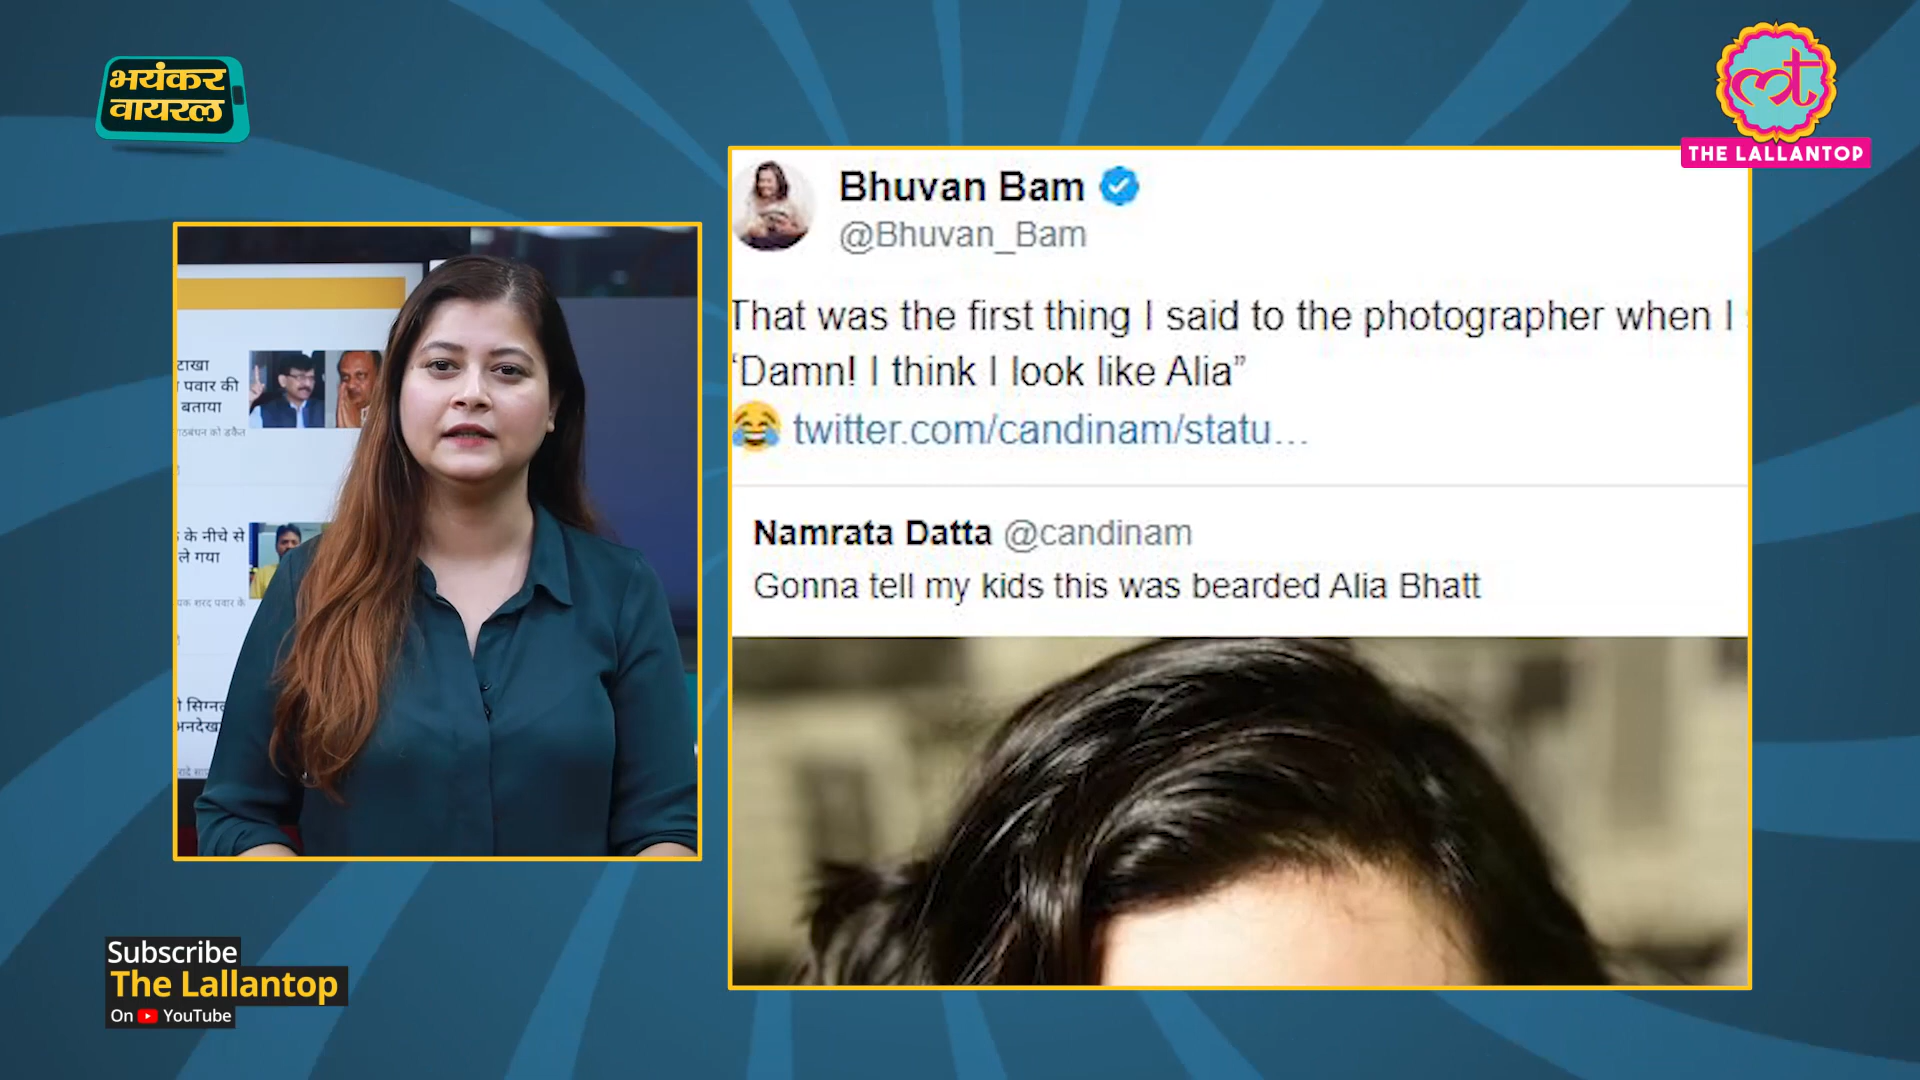 भयंकर
वायरल
THE LALLANTOP
Bhuvan Bam
@Bhuvan_Bam
That was the first thing I said to the photographer when I
“Damn! I think I look like Alia”
😂 twitter.com/candinam/statu...
Namrata Datta @candinam
Gonna tell my kids this was bearded Alia Bhatt
टाखा
पवार की
बताया
के नीचे से
ले गया
Subscribe
The Lallantop
On YouTube